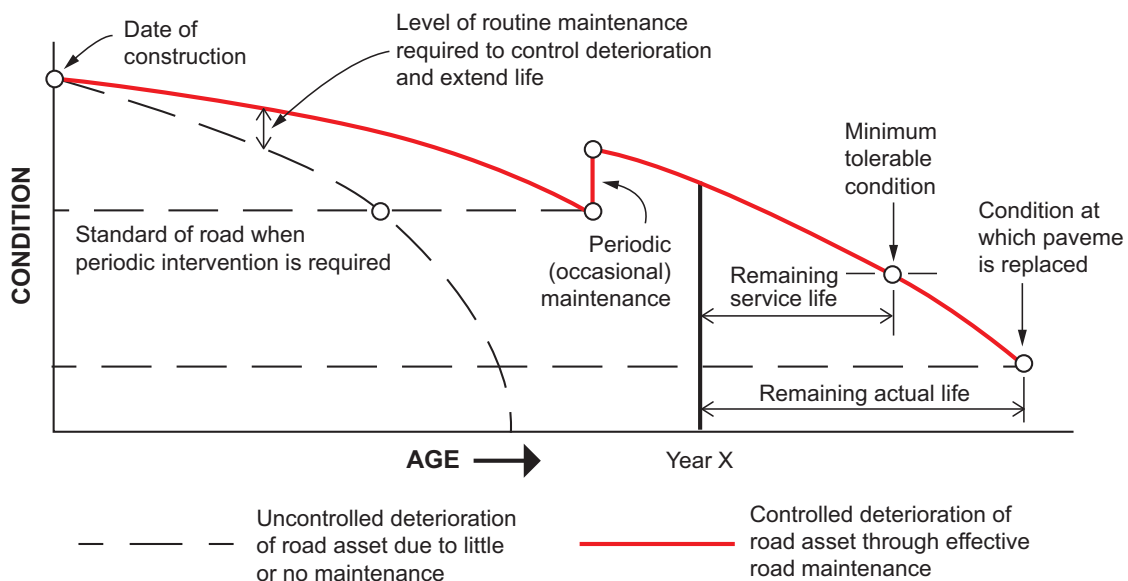 Date of
construction
Level of routine maintenance
required to control deterioration
and extend life
CONDITION
Standard of road when
periodic intervention is required
Periodic
(occasional)
maintenance
Minimum
tolerable
condition
Condition at
which paveme
is replaced
Remaining
service life
Remaining actual life
AGE
Year X
Uncontrolled deterioration
of road asset due to little
or no maintenance
Controlled deterioration of
road asset through effective
road maintenance